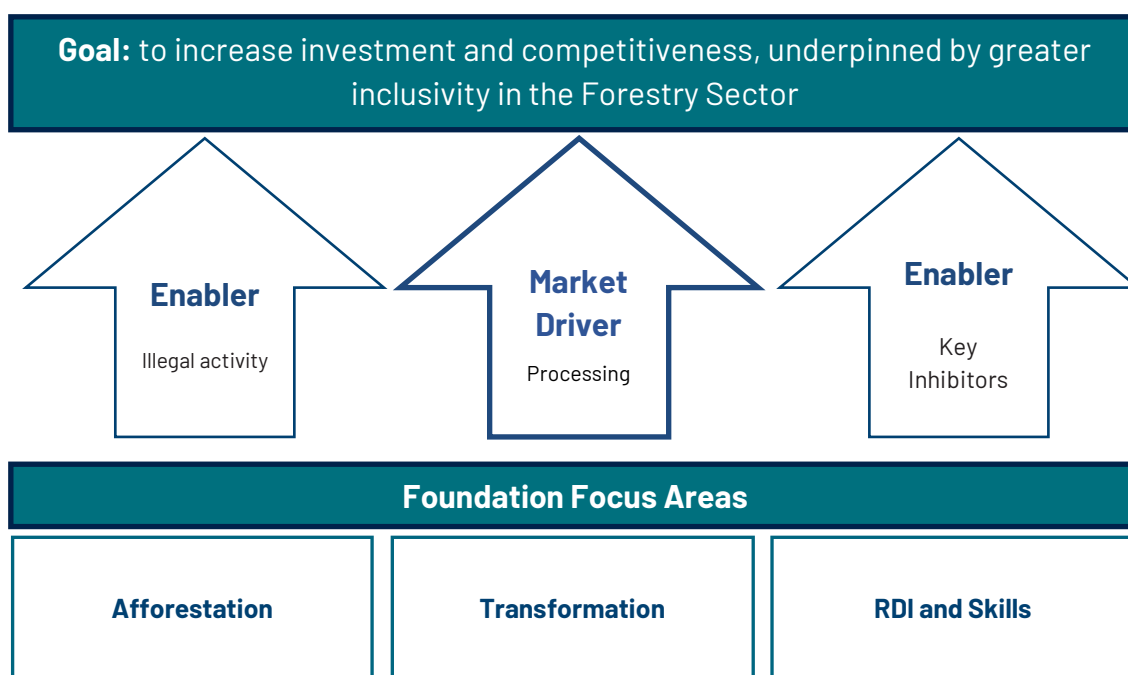 Goal: to increase investment and competitiveness, underpinned by greater
inclusivity in the Forestry Sector
Enabler
Illegal activity
Market
Driver
Processing
Enabler
Key
Inhibitors
Foundation Focus Areas
Afforestation
Transformation
RDI and Skills